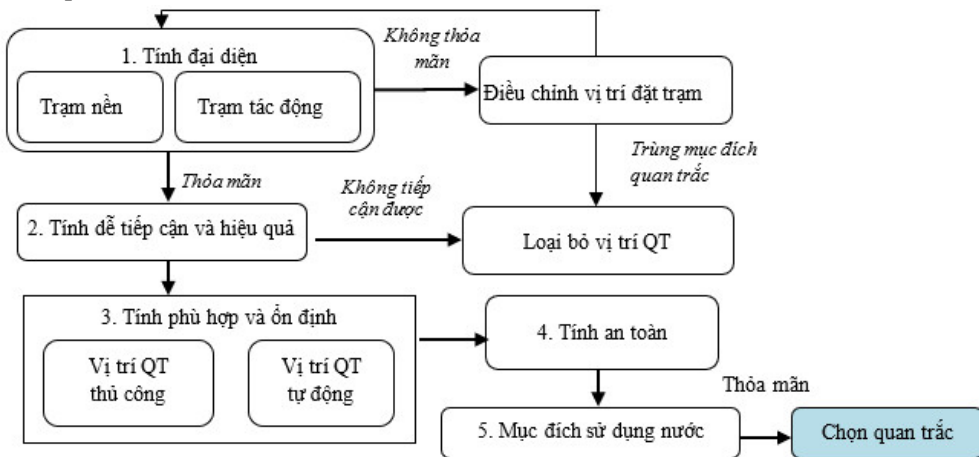 1. Tính đại diện
Trạm nền
Trạm tác động
Không thỏa
mãn
Điều chỉnh vị trí đặt trạm
Thỏa mãn
Không tiếp
cận được
Trùng mục đích
quan trắc
2. Tính dễ tiếp cận và hiệu quả
Loại bỏ vị trí QT
3. Tính phù hợp và ổn định
Vị trí QT
thủ công
Vị trí QT
tự động
4. Tính an toàn
Thỏa mãn
5. Mục đích sử dụng nước
Chọn quan trắc